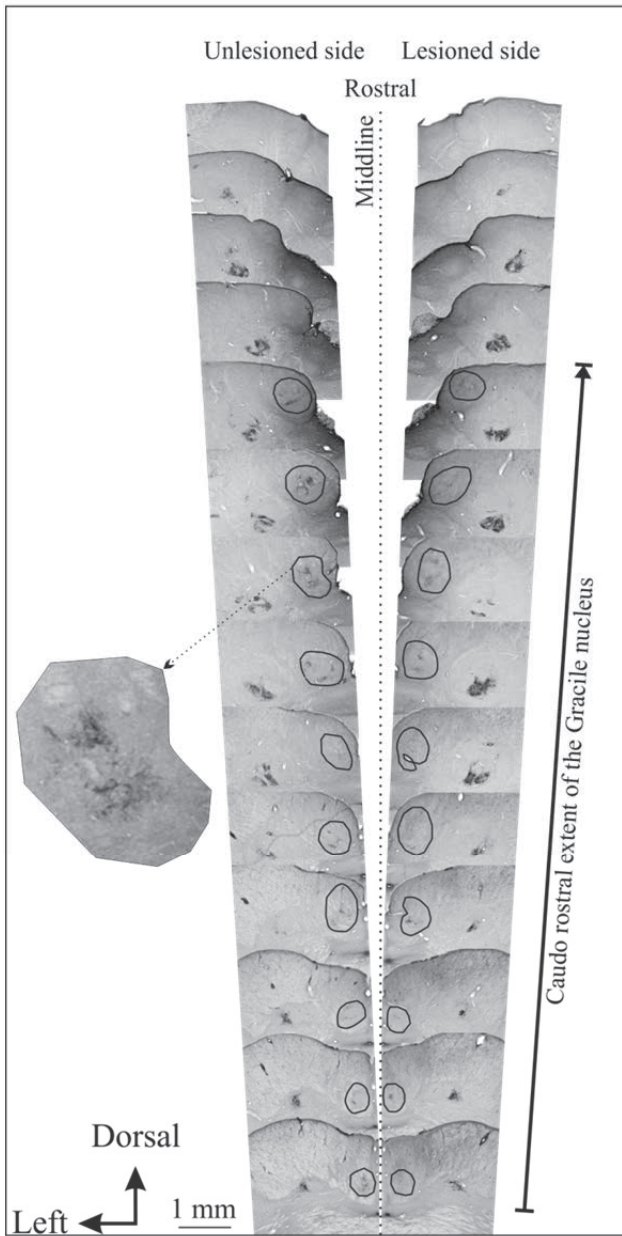 Unlesioned side
Lesioned side
Rostral
Middline
Caudo rostral extent of the Gracile nucleus
Dorsal
Left
1 mm